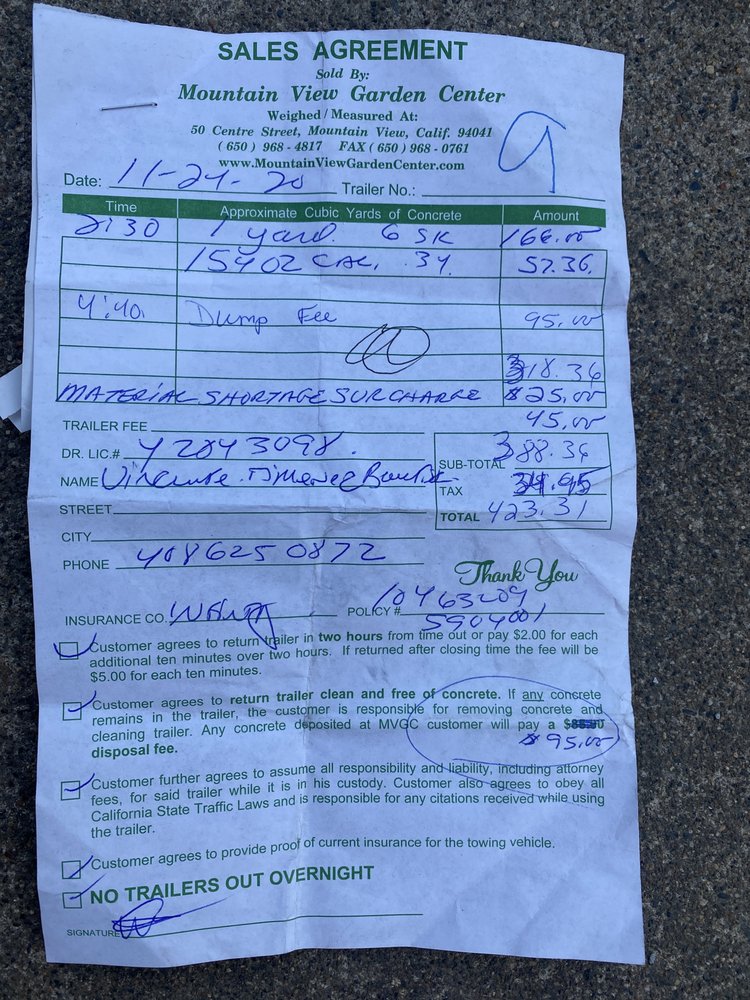 SALES AGREEMENT
Sold By:
Mountain View Garden Center
Weighed / Measured At:
50 Centre Street, Mountain View, Calif. 94041
( 650 ) 968 - 4817 FAX ( 650 ) 968 - 0761
www.MountainViewGardenCenter.com
9
Date: 11-24-20 Trailer No.:
Time Approximate Cubic Yards of Concrete Amount
2:30 1 yard. 6 SK 166.00
CAL. 57.36.
4:40 Dump Fee 95.00
318.36
MATERIAL SHORTAGE SURCHARGE $25.00
TRAILER FEE 45.00
DR. LIC.# Y2843098.
SUB-TOTAL 388.36
NAME
TAX 34.95
STREET
TOTAL 423.31
CITY
PHONE 4086250872
Thank You
INSURANCE CO. POLICY # 10463209
5904001
Customer agrees to return trailer in two hours from time out or pay $2.00 for each
additional ten minutes over two hours. If returned after closing time the fee will be
$5.00 for each ten minutes.
Customer agrees to return trailer clean and free of concrete. If any concrete
remains in the trailer, the customer is responsible for removing concrete and
cleaning trailer. Any concrete deposited at MVGC customer will pay a
disposal fee. $95.00
Customer further agrees to assume all responsibility and liability, including attorney
fees, for said trailer while it is in his custody. Customer also agrees to obey all
California State Traffic Laws and is responsible for any citations received while using
the trailer.
Customer agrees to provide proof of current insurance for the towing vehicle.
NO TRAILERS OUT OVERNIGHT
SIGNATURE